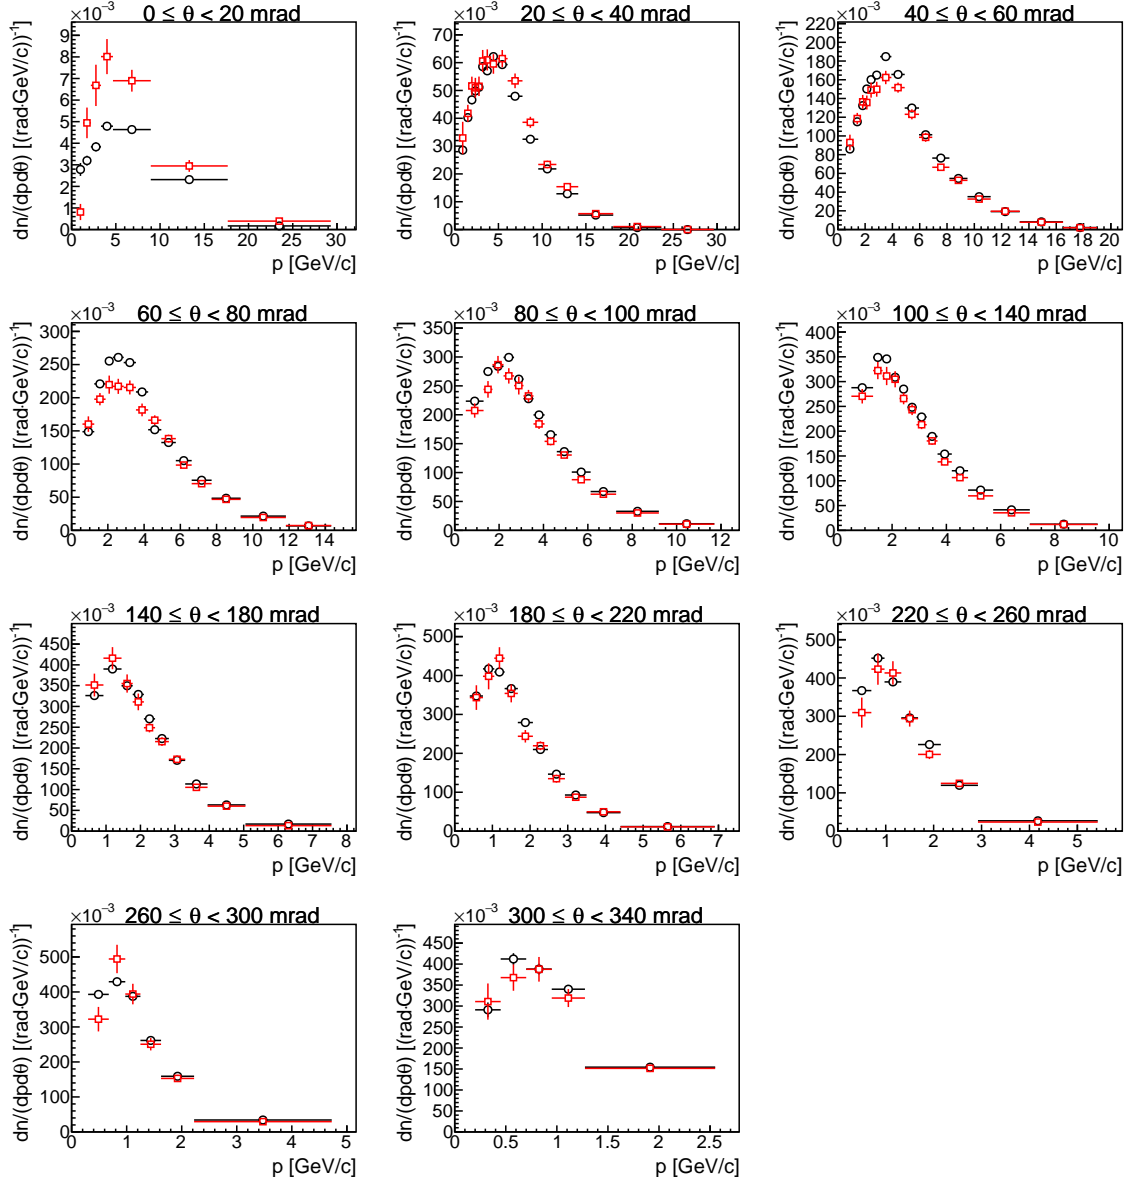 ×10⁻³ 0 ≤ θ < 20 mrad
dn/(dpdθ) [(rad·GeV/c))⁻¹]
9
8
7
6
5
4
3
2
1
0
0 5 10 15 20 25 30
p [GeV/c]
×10⁻³ 20 ≤ θ < 40 mrad
dn/(dpdθ) [(rad·GeV/c))⁻¹]
70
60
50
40
30
20
10
0
0 5 10 15 20 25 30
p [GeV/c]
×10⁻³ 40 ≤ θ < 60 mrad
dn/(dpdθ) [(rad·GeV/c))⁻¹]
220
200
180
160
140
120
100
80
60
40
20
0
0 2 4 6 8 10 12 14 16 18 20
p [GeV/c]
×10⁻³ 60 ≤ θ < 80 mrad
dn/(dpdθ) [(rad·GeV/c))⁻¹]
300
250
200
150
100
50
0
0 2 4 6 8 10 12 14
p [GeV/c]
×10⁻³ 80 ≤ θ < 100 mrad
dn/(dpdθ) [(rad·GeV/c))⁻¹]
350
300
250
200
150
100
50
0
0 2 4 6 8 10 12
p [GeV/c]
×10⁻³ 100 ≤ θ < 140 mrad
dn/(dpdθ) [(rad·GeV/c))⁻¹]
400
350
300
250
200
150
100
50
0
0 2 4 6 8 10
p [GeV/c]
×10⁻³ 140 ≤ θ < 180 mrad
dn/(dpdθ) [(rad·GeV/c))⁻¹]
450
400
350
300
250
200
150
100
50
0
0 1 2 3 4 5 6 7 8
p [GeV/c]
×10⁻³ 180 ≤ θ < 220 mrad
dn/(dpdθ) [(rad·GeV/c))⁻¹]
500
400
300
200
100
0
0 1 2 3 4 5 6 7
p [GeV/c]
×10⁻³ 220 ≤ θ < 260 mrad
dn/(dpdθ) [(rad·GeV/c))⁻¹]
500
400
300
200
100
0
0 1 2 3 4 5
p [GeV/c]
×10⁻³ 260 ≤ θ < 300 mrad
dn/(dpdθ) [(rad·GeV/c))⁻¹]
500
400
300
200
100
0
0 1 2 3 4 5
p [GeV/c]
×10⁻³ 300 ≤ θ < 340 mrad
dn/(dpdθ) [(rad·GeV/c))⁻¹]
450
400
350
300
250
200
150
100
50
0
0 0.5 1 1.5 2 2.5
p [GeV/c]